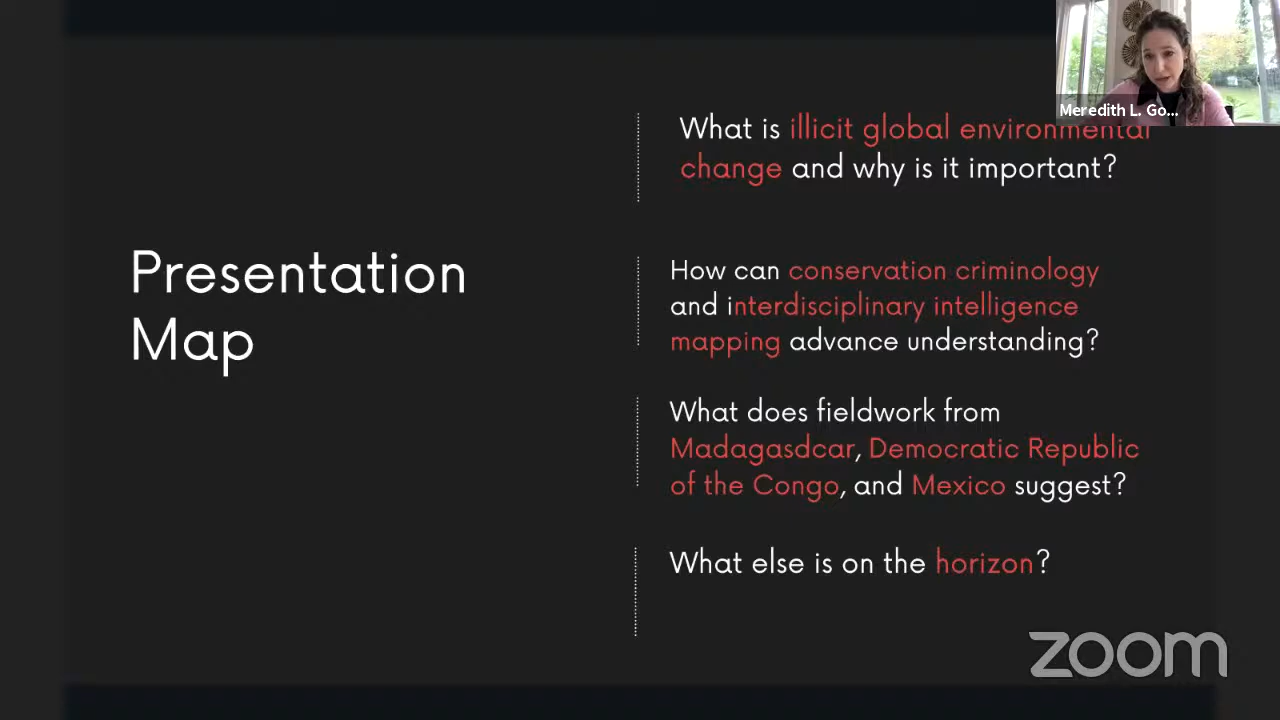 Meredith L. Go...
What is illicit global environmental
change and why is it important?
Presentation
Map
How can conservation criminology
and interdisciplinary intelligence
mapping advance understanding?
What does fieldwork from
Madagasdcar, Democratic Republic
of the Congo, and Mexico suggest?
What else is on the horizon?
zoom